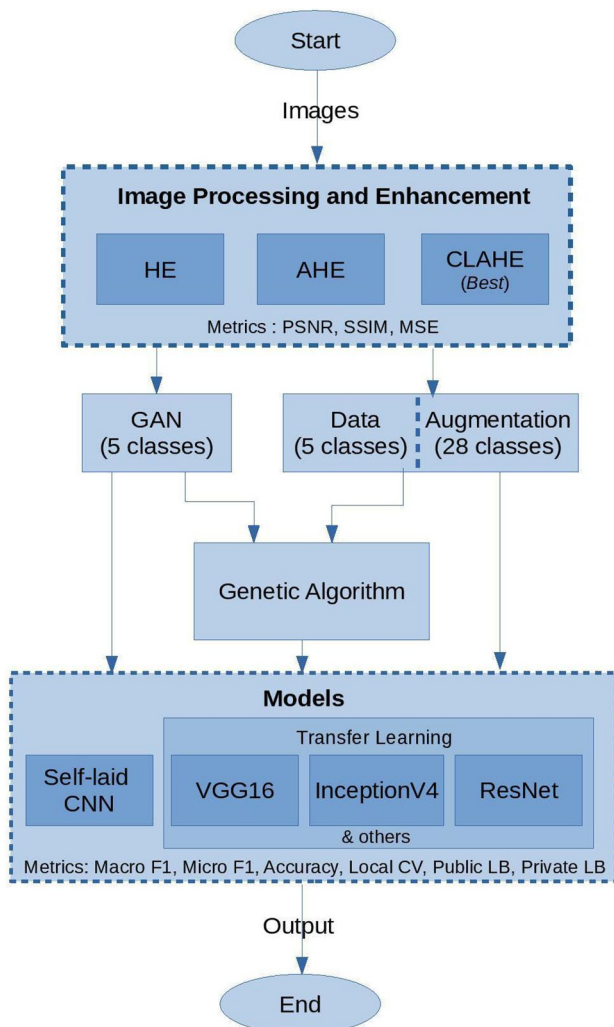 Start
Images
Image Processing and Enhancement
HE
AHE
CLAHE
(Best)
Metrics : PSNR, SSIM, MSE
GAN
(5 classes)
Data
(5 classes)
Augmentation
(28 classes)
Genetic Algorithm
Models
Transfer Learning
Self-laid
CNN
VGG16
InceptionV4
ResNet
& others
Metrics: Macro F1, Micro F1, Accuracy, Local CV, Public LB, Private LB
Output
End